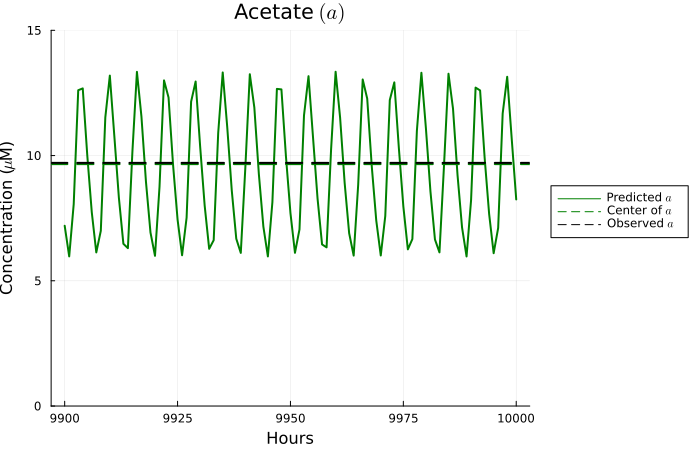 Acetate (a)
Concentration (μM)
15
10
5
0
9900
9925
9950
9975
10000
Hours
Predicted a
Center of a
Observed a